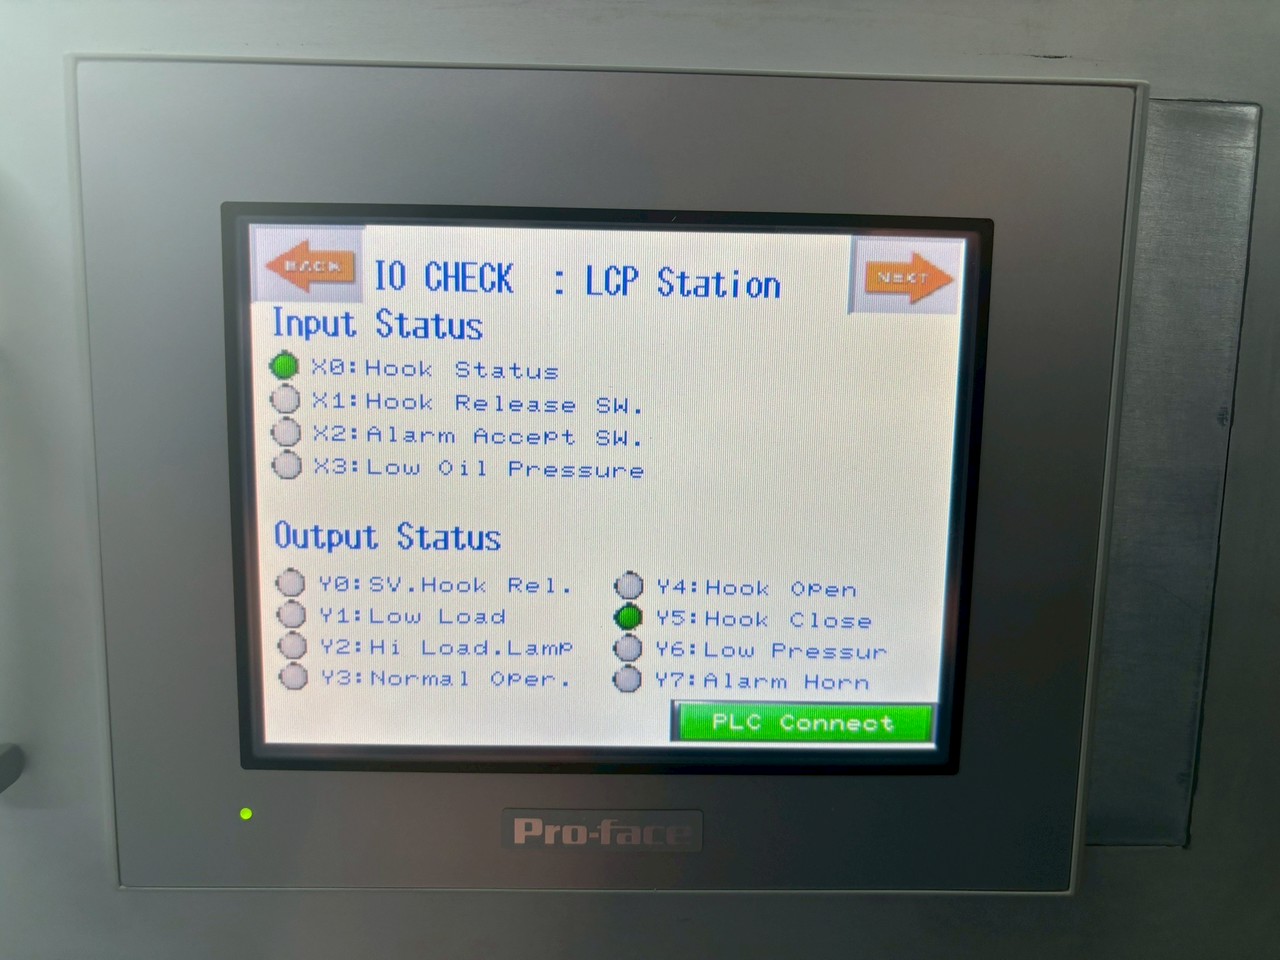 BACK
IO CHECK : LCP Station
NEXT
Input Status
X0:Hook Status
X1:Hook Release SW.
X2:Alarm Accept SW.
X3:Low Oil Pressure
Output Status
Y0:SV.Hook Rel.
Y1:Low Load
Y2:Hi Load.Lamp
Y3:Normal Oper.
Y4:Hook Open
Y5:Hook Close
Y6:Low Pressur
Y7:Alarm Horn
PLC Connect
Pro-face